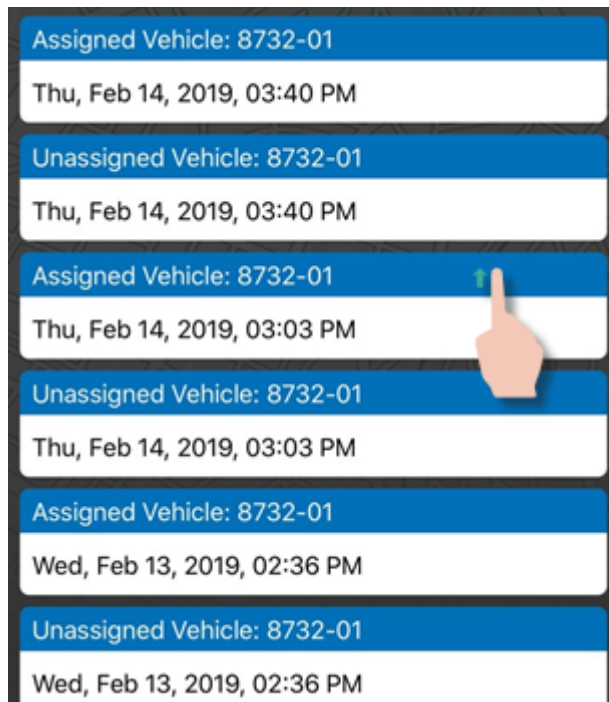 Assigned Vehicle: 8732-01
Thu, Feb 14, 2019, 03:40 PM
Unassigned Vehicle: 8732-01
Thu, Feb 14, 2019, 03:40 PM
Assigned Vehicle: 8732-01
Thu, Feb 14, 2019, 03:03 PM
Unassigned Vehicle: 8732-01
Thu, Feb 14, 2019, 03:03 PM
Assigned Vehicle: 8732-01
Wed, Feb 13, 2019, 02:36 PM
Unassigned Vehicle: 8732-01
Wed, Feb 13, 2019, 02:36 PM